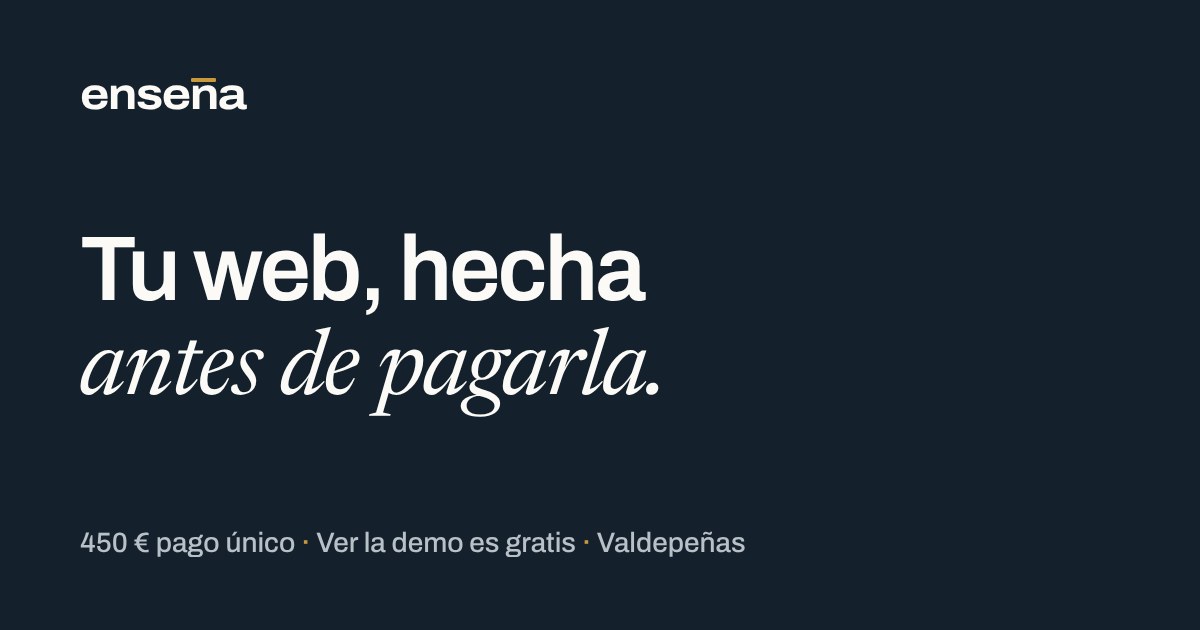 enseña
Tu web, hecha
antes de pagarla.
450 € pago único · Ver la demo es gratis · Valdepeñas